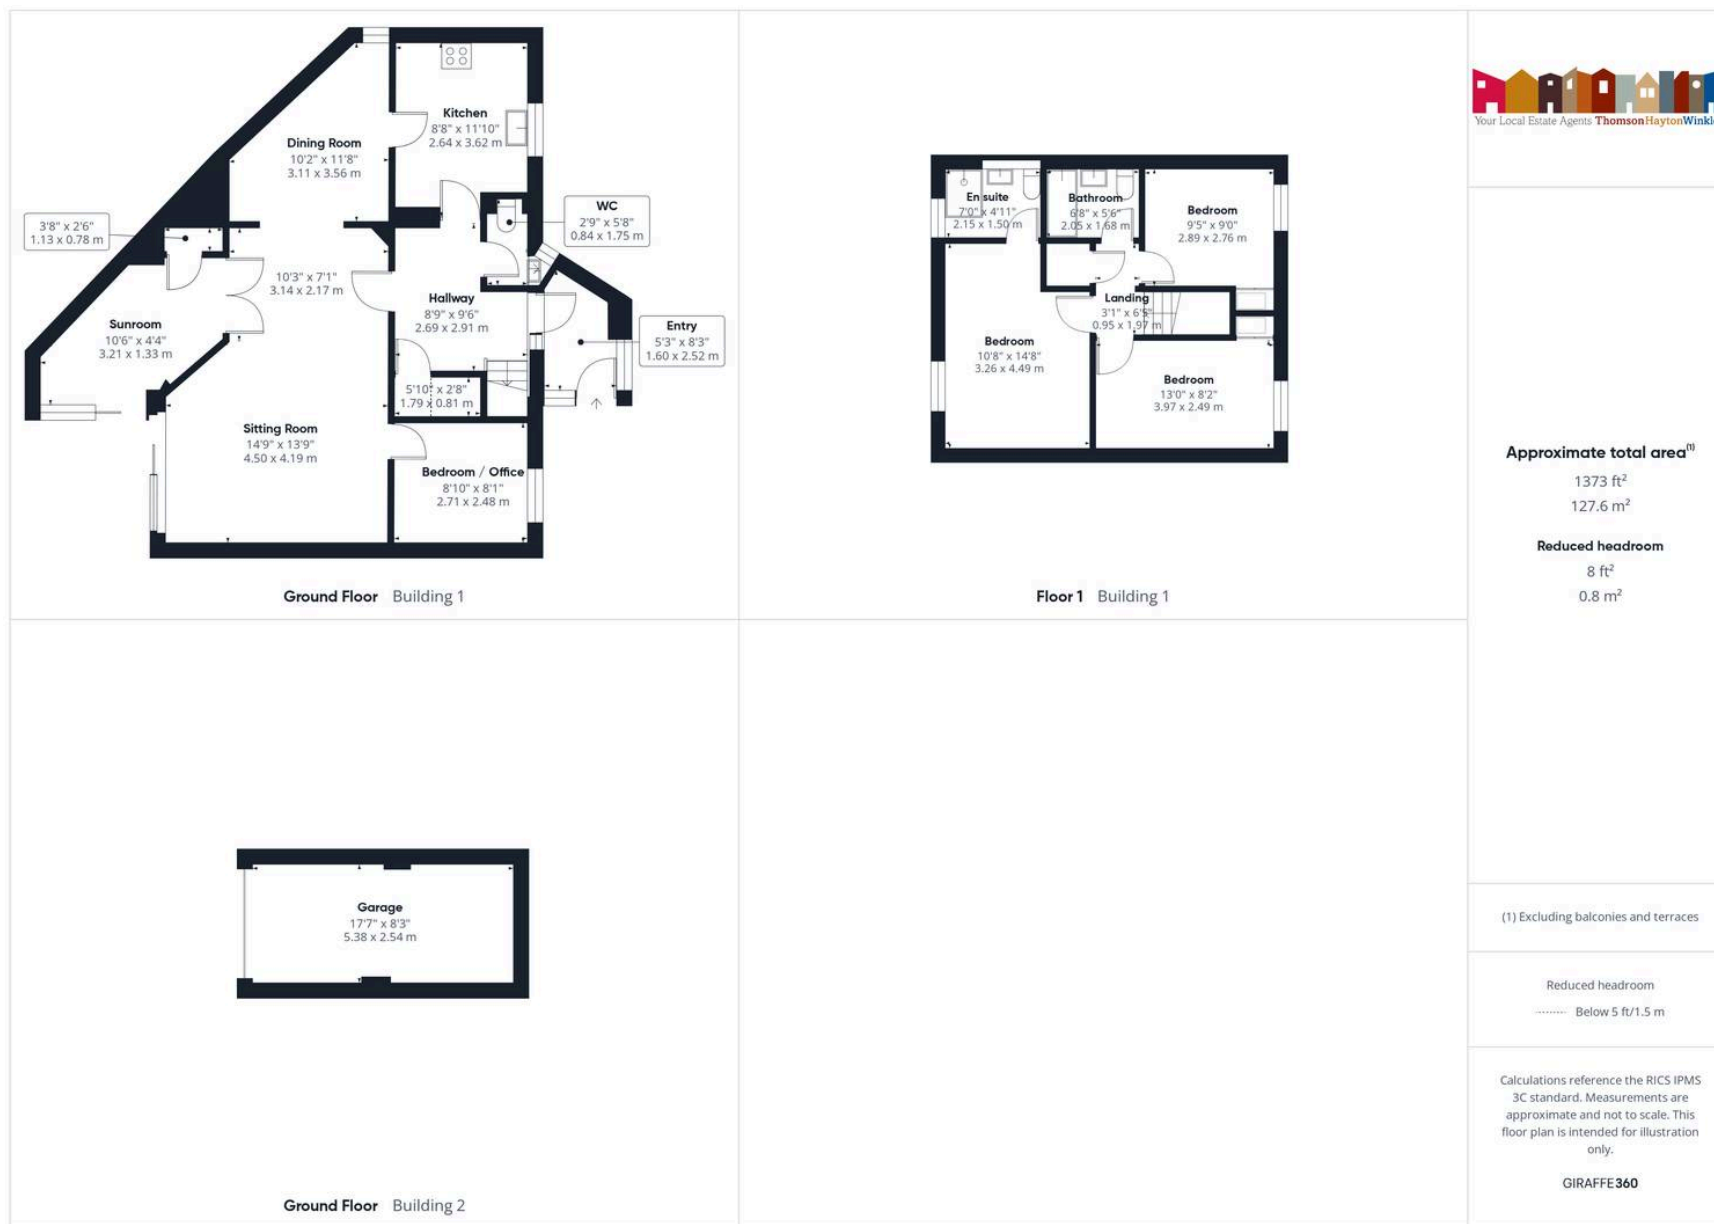 Kitchen
8'8" x 11'10"
2.64 x 3.62 m
Dining Room
10'2" x 11'8"
3.11 x 3.56 m
WC
2'9" x 5'8"
0.84 x 1.75 m
3'8" x 2'6"
1.13 x 0.78 m
10'3" x 7'1"
3.14 x 2.17 m
Hallway
8'9" x 9'6"
2.69 x 2.91 m
Sunroom
10'6" x 4'4"
3.21 x 1.33 m
Entry
5'3" x 8'3"
1.60 x 2.52 m
5'10" x 2'8"
1.79 x 0.81 m
Sitting Room
14'9" x 13'9"
4.50 x 4.19 m
Bedroom / Office
8'10" x 8'1"
2.71 x 2.48 m
Ground Floor Building 1
Ensuite
7'0" x 4'11"
2.15 x 1.50 m
Bathroom
6'8" x 5'6"
2.05 x 1.68 m
Bedroom
9'5" x 9'0"
2.89 x 2.76 m
Landing
3'1" x 6'5"
0.95 x 1.97 m
Bedroom
10'8" x 14'8"
3.26 x 4.49 m
Bedroom
13'0" x 8'2"
3.97 x 2.49 m
Floor 1 Building 1
Garage
17'7" x 8'3"
5.38 x 2.54 m
Ground Floor Building 2
Your Local Estate Agents ThomsonHaytonWinkl
Approximate total area(1)
1373 ft²
127.6 m²
Reduced headroom
8 ft²
0.8 m²
(1) Excluding balconies and terraces
Reduced headroom
Below 5 ft/1.5 m
Calculations reference the RICS IPMS
3C standard. Measurements are
approximate and not to scale. This
floor plan is intended for illustration
only.
GIRAFFE360